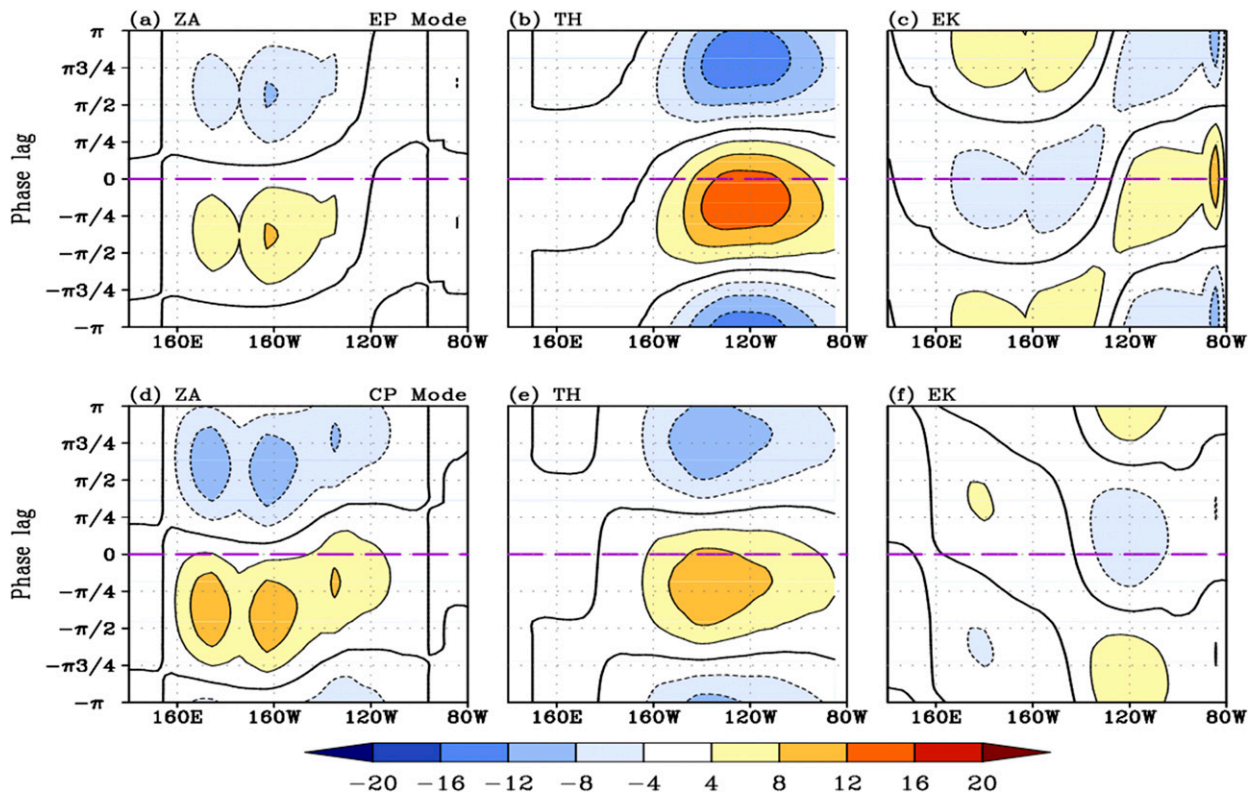 (a) ZA EP Mode (b) TH (c) EK
π
π3/4
π/2
π/4
0
−π/4
−π/2
−π3/4
−π
Phase lag
160E 160W 120W 80W 160E 160W 120W 80W 160E 160W 120W 80W
(d) ZA CP Mode (e) TH (f) EK
π
π3/4
π/2
π/4
0
−π/4
−π/2
−π3/4
−π
Phase lag
160E 160W 120W 80W 160E 160W 120W 80W 160E 160W 120W 80W
−20 −16 −12 −8 −4 4 8 12 16 20